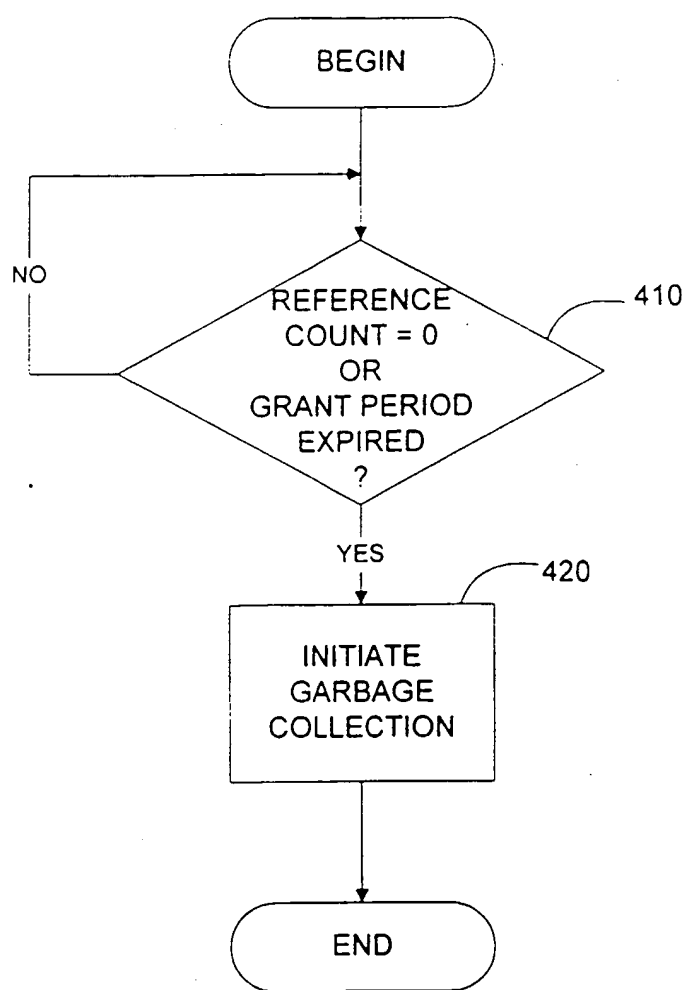 BEGIN
NO
REFERENCE
COUNT = 0
OR
GRANT PERIOD
EXPIRED
?
410
YES
420
INITIATE
GARBAGE
COLLECTION
END